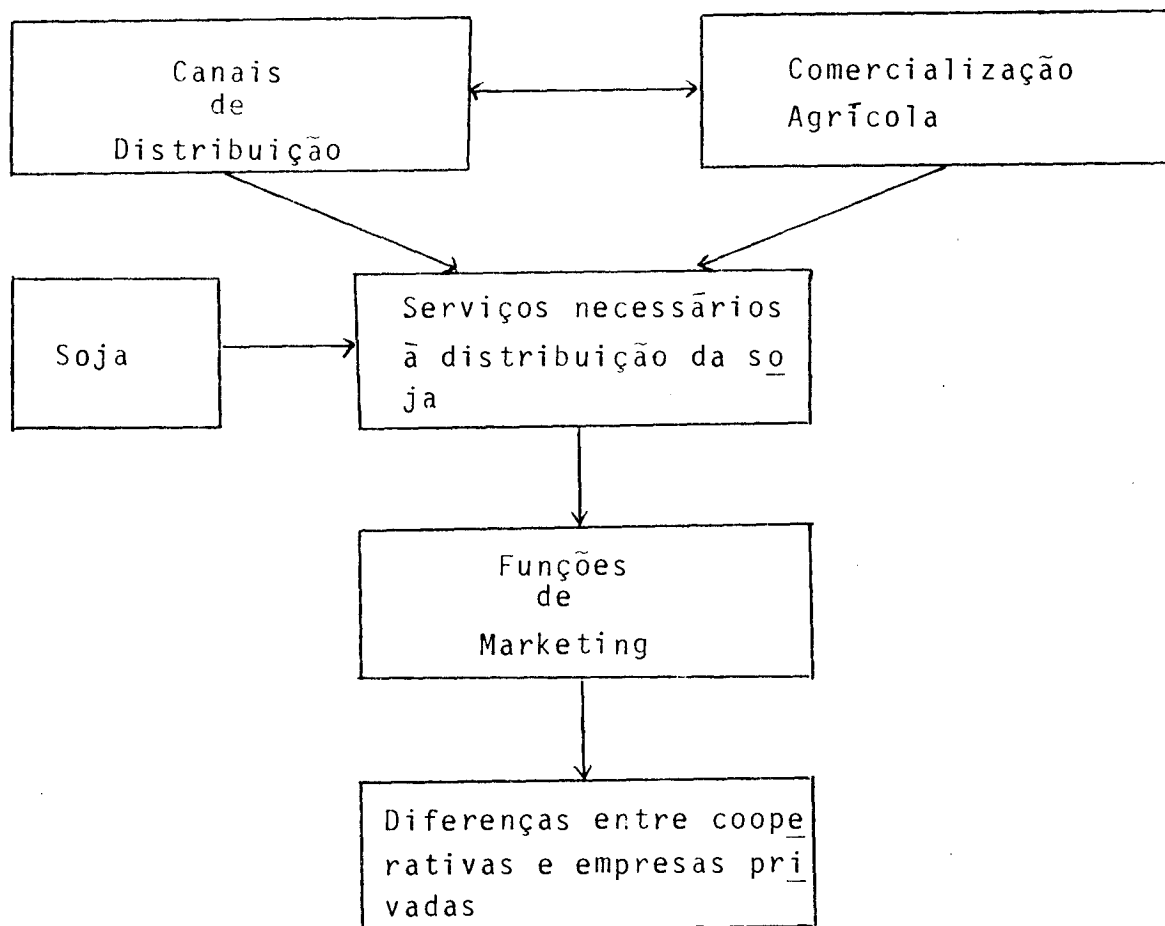 Canais
de
Distribuição
Comercialização
Agrícola
Soja
Serviços necessários
à distribuição da so
ja
Funções
de
Marketing
Diferenças entre coope
rativas e empresas pri
vadas